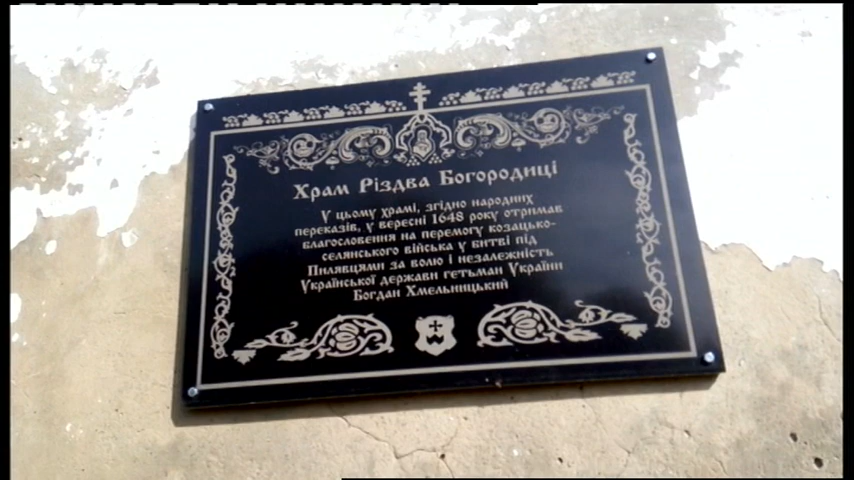 Храм Різдва Богородиці
У цьому храмі, згідно народних
переказів, у вересні 1648 року отримав
благословення на перемогу козацько-
селянського війська у битві під
Пилявцями за волю і незалежність
Української держави гетьман України
Богдан Хмельницький